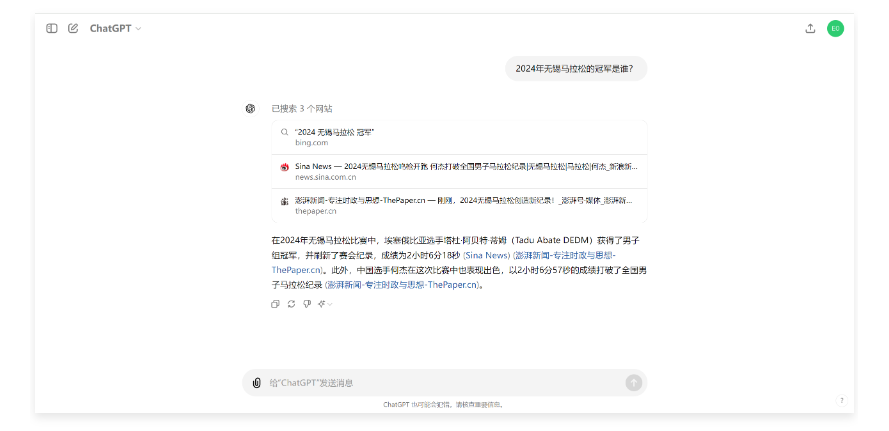 ChatGPT
EG
2024年无锡马拉松的冠军是谁?
已搜索 3 个网站
"2024 无锡马拉松 冠军"
bing.com
Sina News — 2024无锡马拉松鸣枪开跑 何杰打破全国男子马拉松纪录|无锡马拉松|马拉松|何杰_新浪新...
news.sina.com.cn
澎湃新闻-专注时政与思想-ThePaper.cn — 刚刚，2024无锡马拉松创造新纪录！_澎湃号·媒体_澎湃新...
thepaper.cn
在2024年无锡马拉松比赛中，埃塞俄比亚选手塔杜·阿贝特·蒂姆（Tadu Abate DEDM）获得了男子
组冠军，并刷新了赛会纪录，成绩为2小时6分18秒 (Sina News) (澎湃新闻-专注时政与思想-
ThePaper.cn)。此外，中国选手何杰在这次比赛中也表现出色，以2小时6分57秒的成绩打破了全国男
子马拉松纪录 (澎湃新闻-专注时政与思想-ThePaper.cn)。
给"ChatGPT"发送消息
ChatGPT 也可能会犯错。请核查重要信息。
?